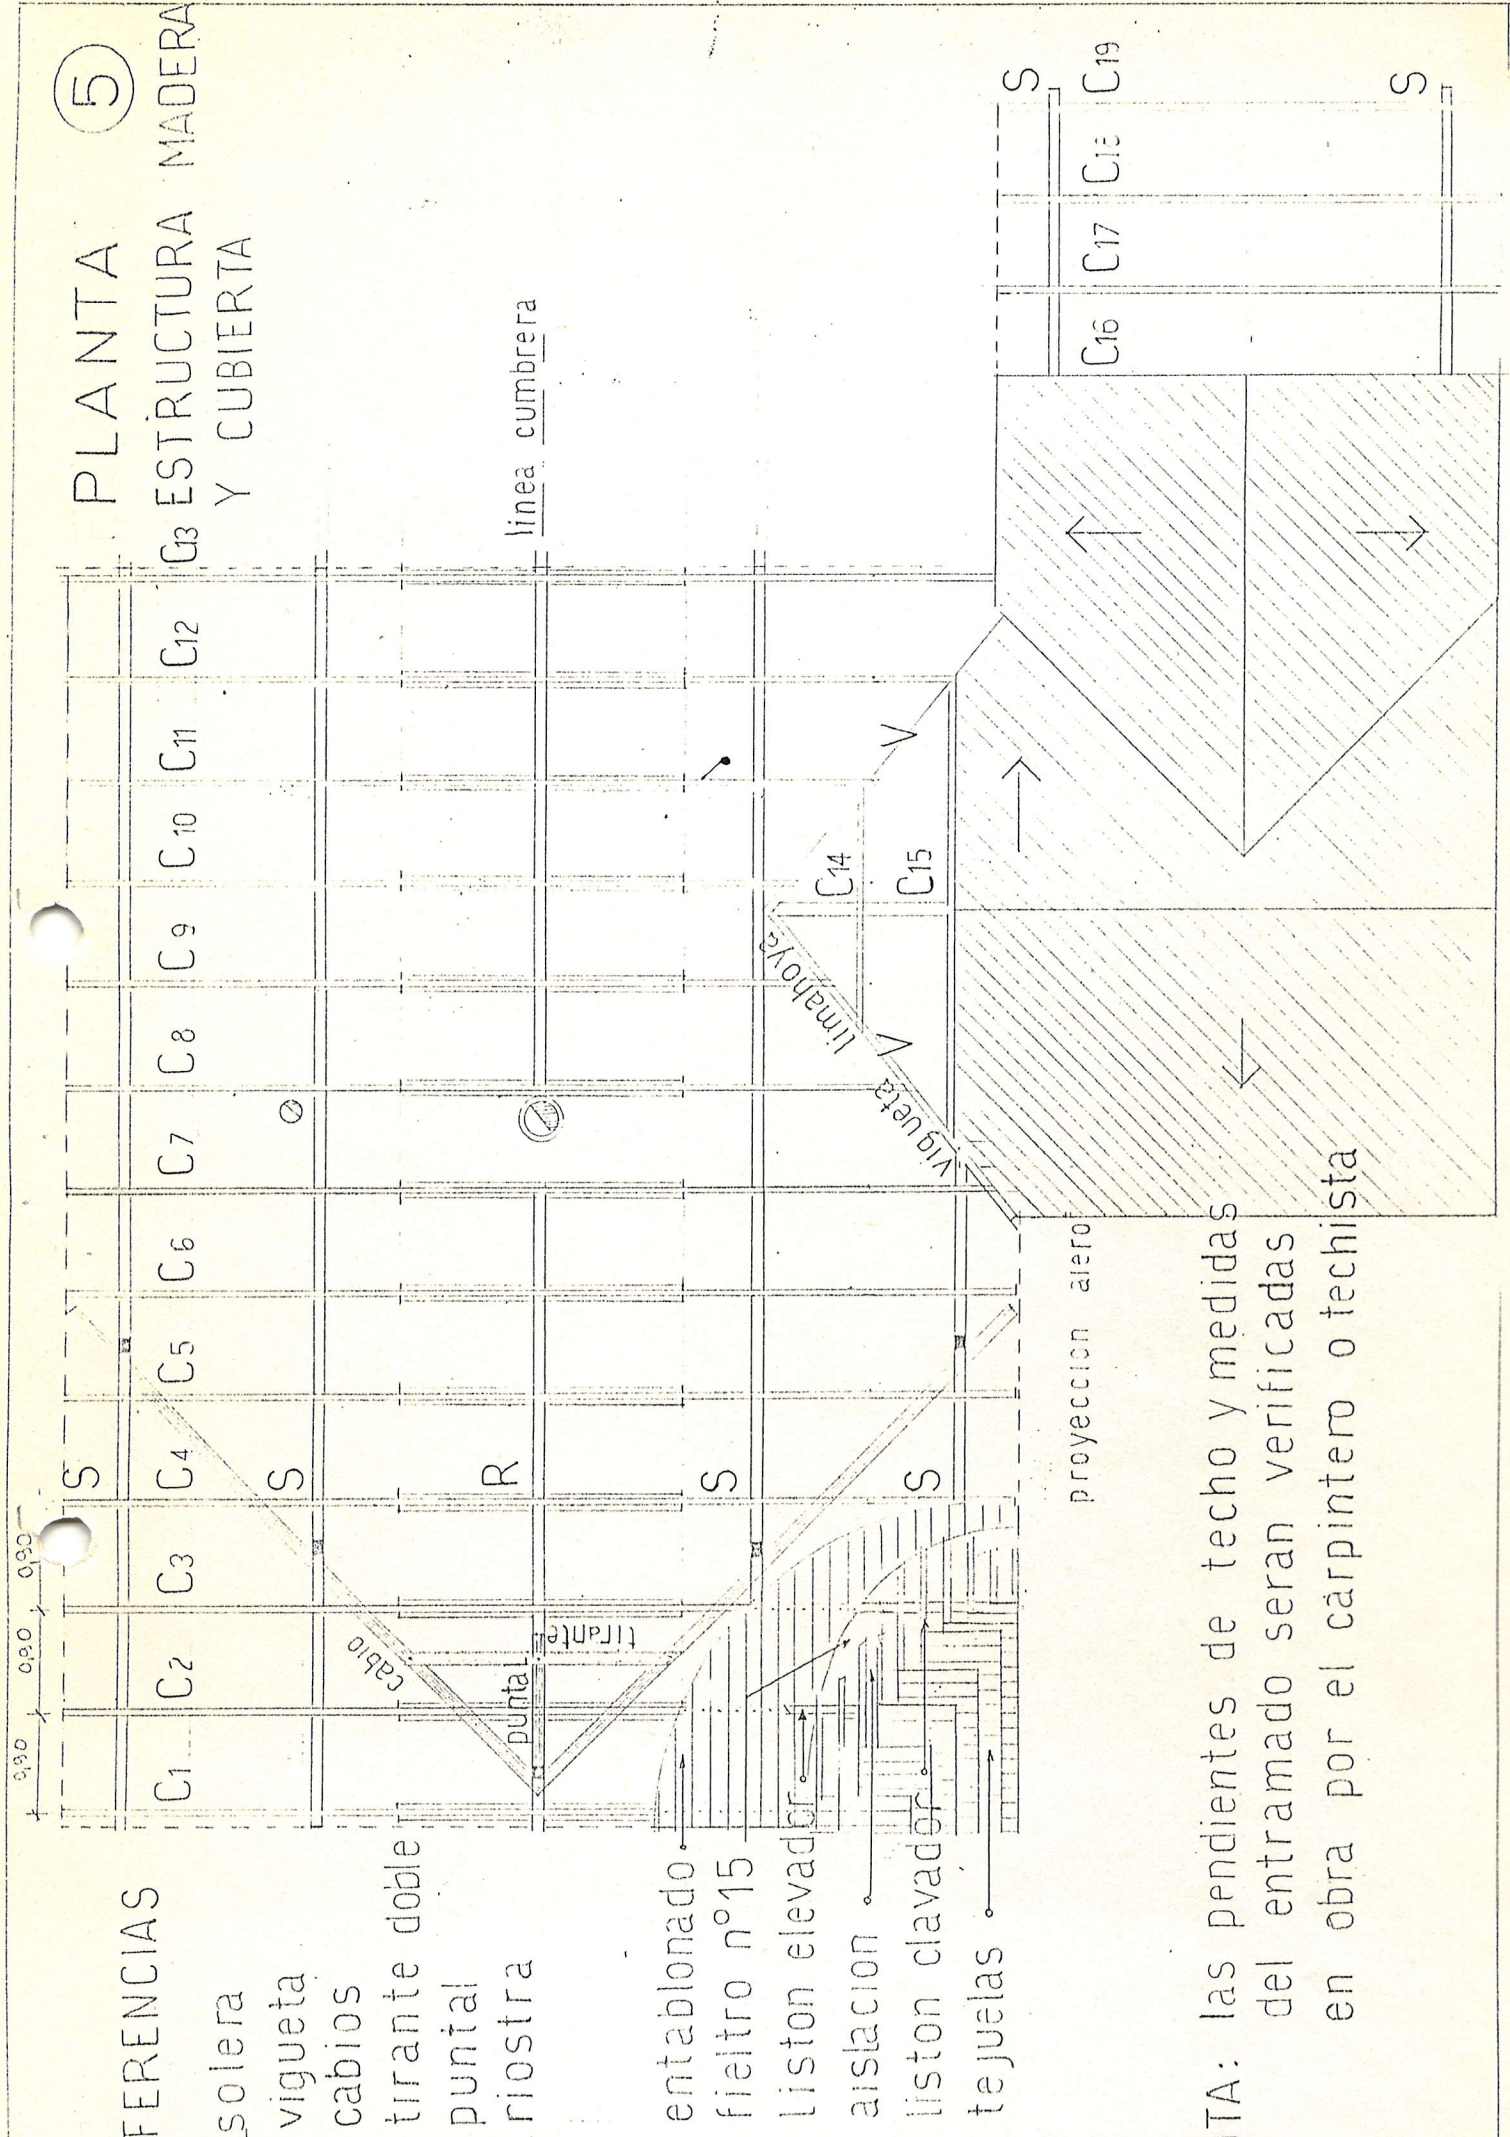 PLANTA 5
ESTRUCTURA MADERA
Y CUBIERTA
0,90 0,90 0,90
C1 C2 C3 C4 C5 C6 C7 C8 C9 C10 C11 C12 C13
S
S
R
S
S
linea cumbrera
cabio
puntal
tirante
vigueta limahoya
V
V
C14
C15
S
C16 C17 C18 C19
S
proyeccion alero
FERENCIAS
solera
vigueta
cabios
tirante doble
puntal
riostra
entablonado
fieltro nº15
Liston elevador
aislacion
liston clavador
tejuelas
TA: las pendientes de techo y medidas
del entramado seran verificadas
en obra por el carpintero o techista